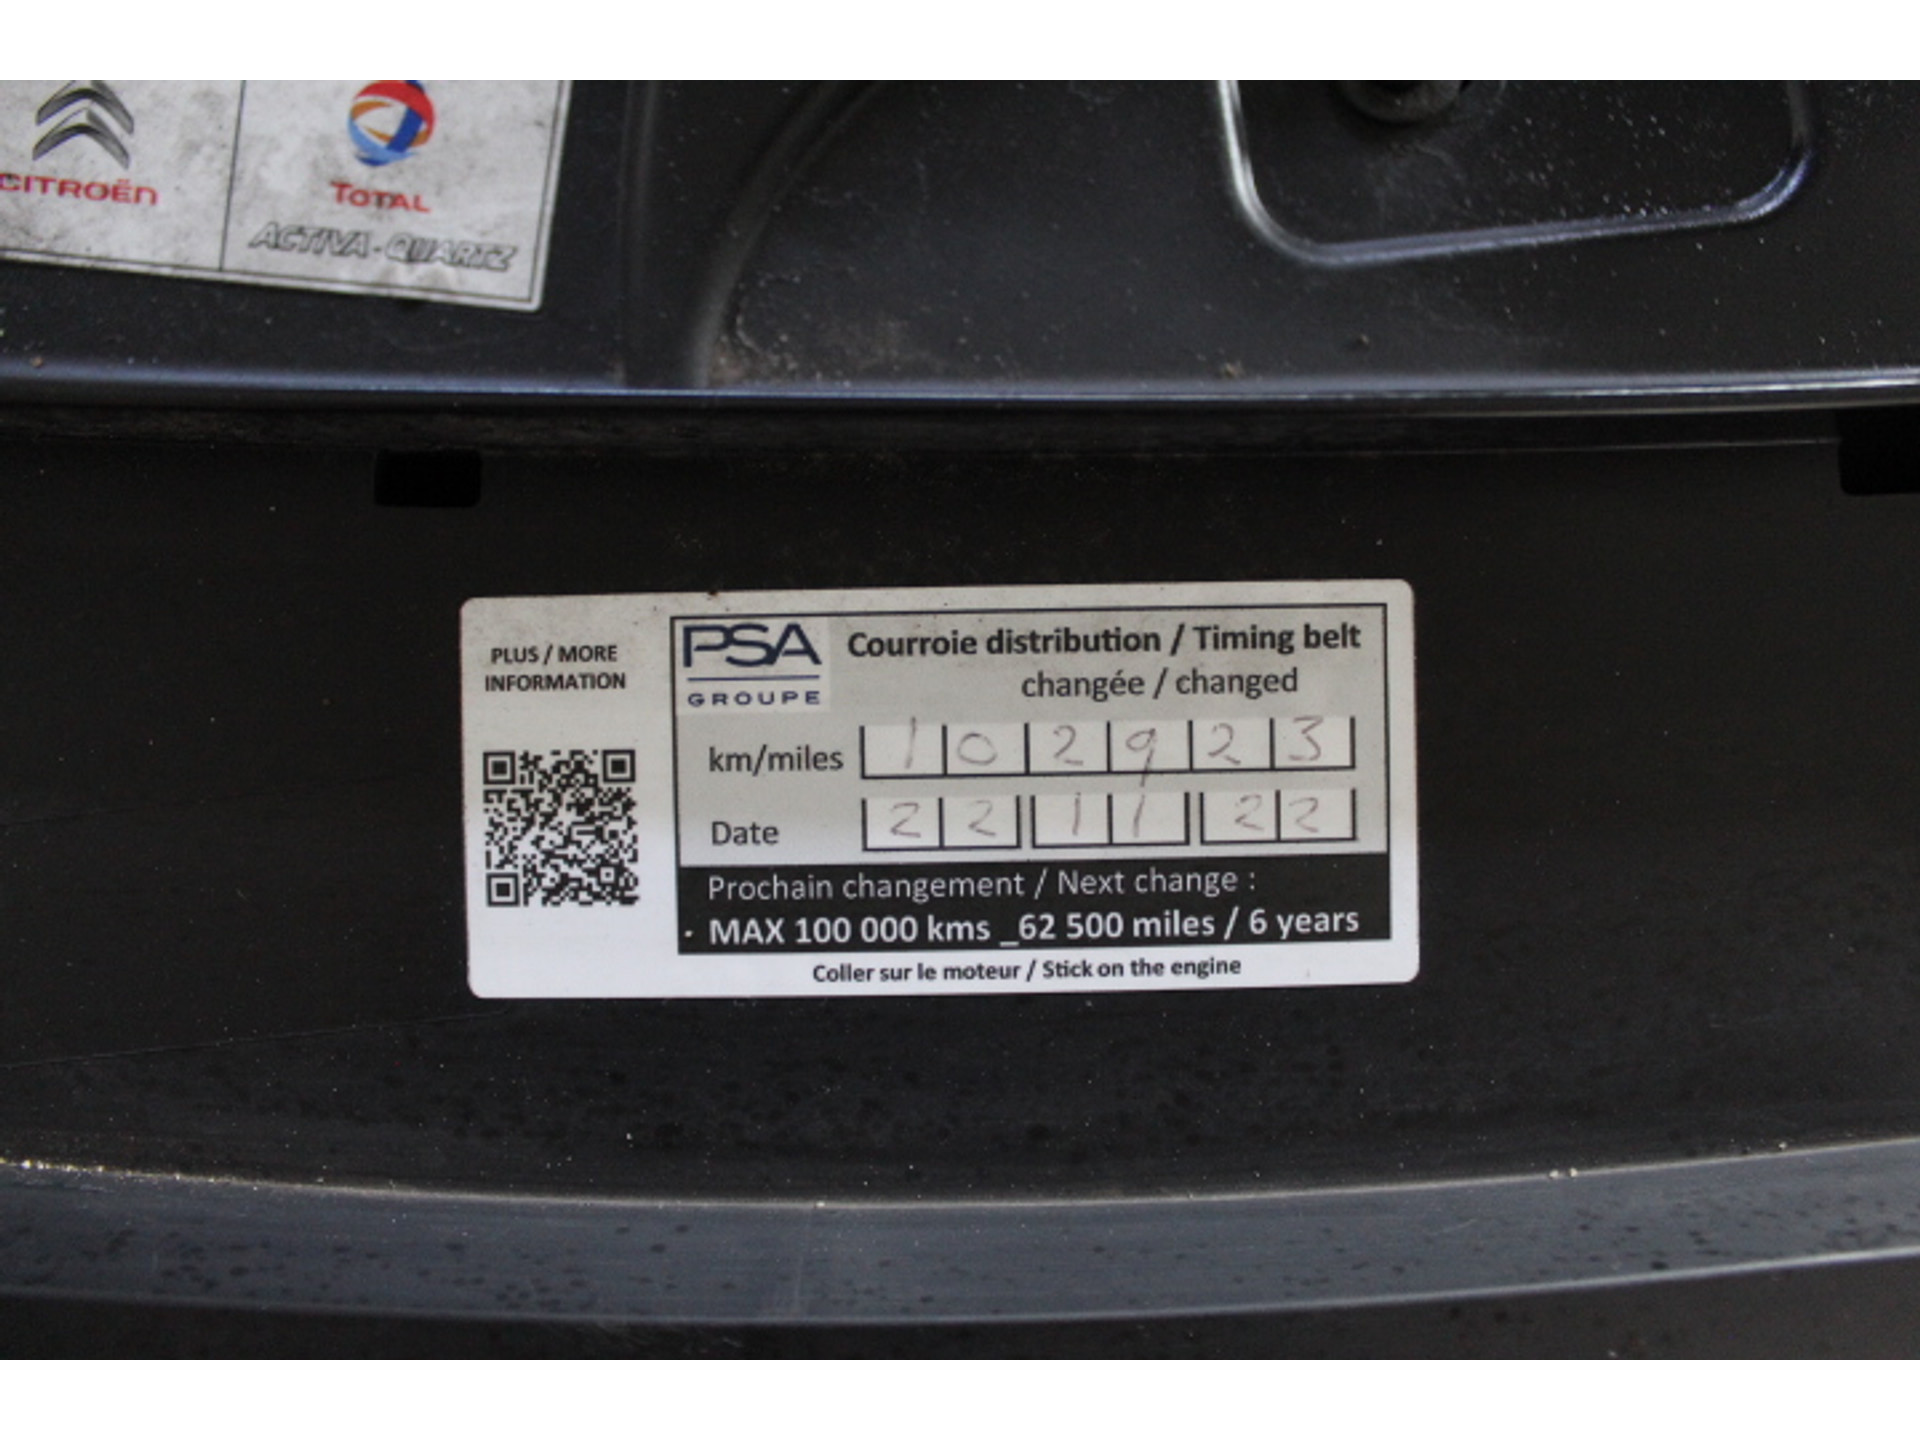 CITROËN
TOTAL
ACTIVA-QUARTZ
PLUS / MORE
INFORMATION
PSA
GROUPE
Courroie distribution / Timing belt
changée / changed
km/miles 1 0 2 9 2 3
Date 2 2 1 1 2 2
Prochain changement / Next change :
· MAX 100 000 kms _62 500 miles / 6 years
Coller sur le moteur / Stick on the engine